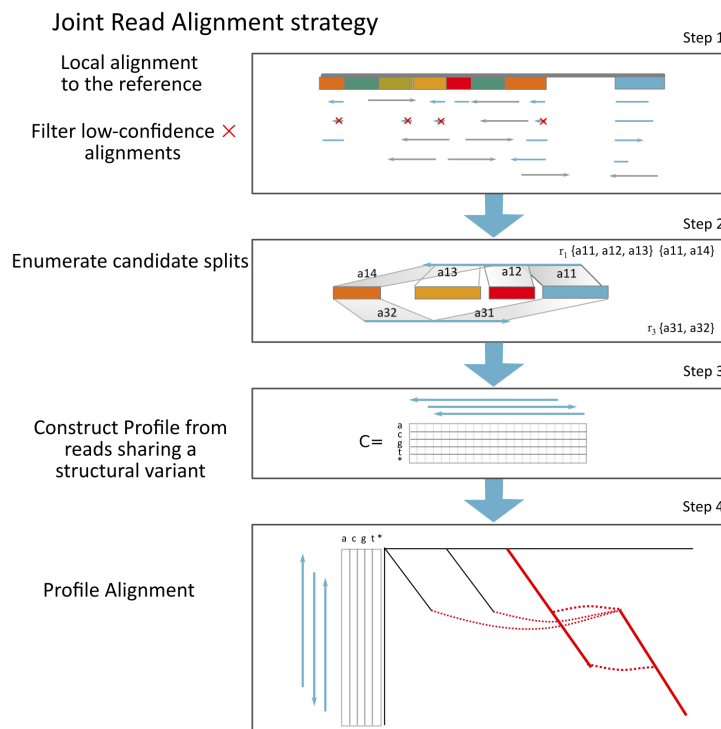 Joint Read Alignment strategy
Step 1
Local alignment
to the reference
Filter low-confidence ×
alignments
Step 2
Enumerate candidate splits
r1 {a11, a12, a13} {a11, a14}
a14 a13 a12 a11
a32 a31
r3 {a31, a32}
Step 3
Construct Profile from
reads sharing a
structural variant
C=
a
c
g
t
*
Step 4
a c g t *
Profile Alignment